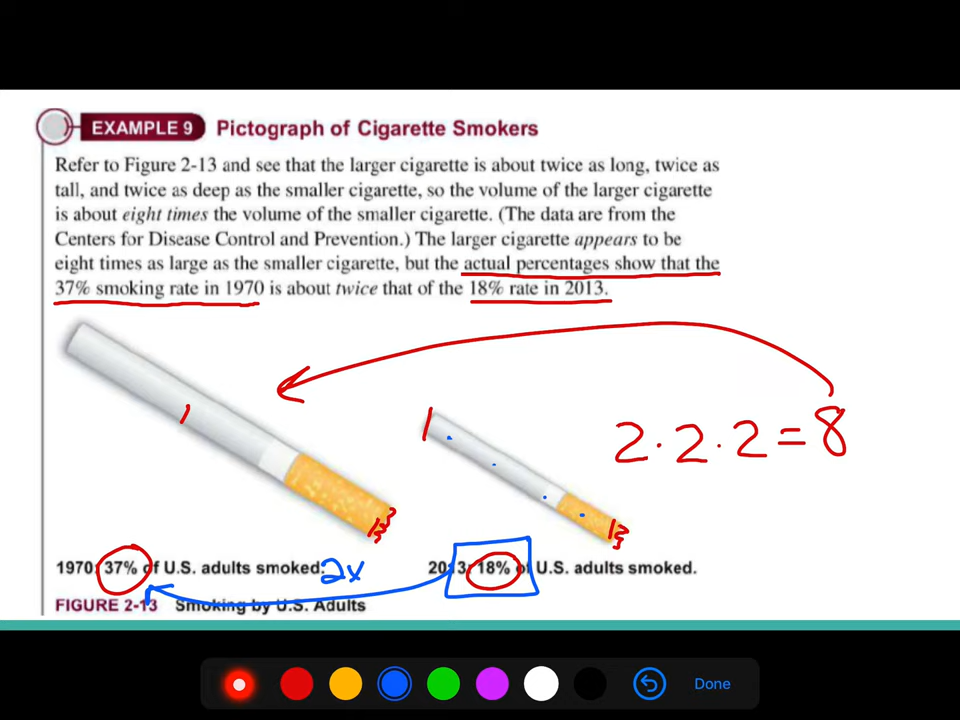 EXAMPLE 9 Pictograph of Cigarette Smokers
Refer to Figure 2-13 and see that the larger cigarette is about twice as long, twice as
tall, and twice as deep as the smaller cigarette, so the volume of the larger cigarette
is about eight times the volume of the smaller cigarette. (The data are from the
Centers for Disease Control and Prevention.) The larger cigarette appears to be
eight times as large as the smaller cigarette, but the actual percentages show that the
37% smoking rate in 1970 is about twice that of the 18% rate in 2013.
2·2·2=8
1970: 37% of U.S. adults smoked.
2x
2013: 18% of U.S. adults smoked.
FIGURE 2-13 Smoking by U.S. Adults
Done